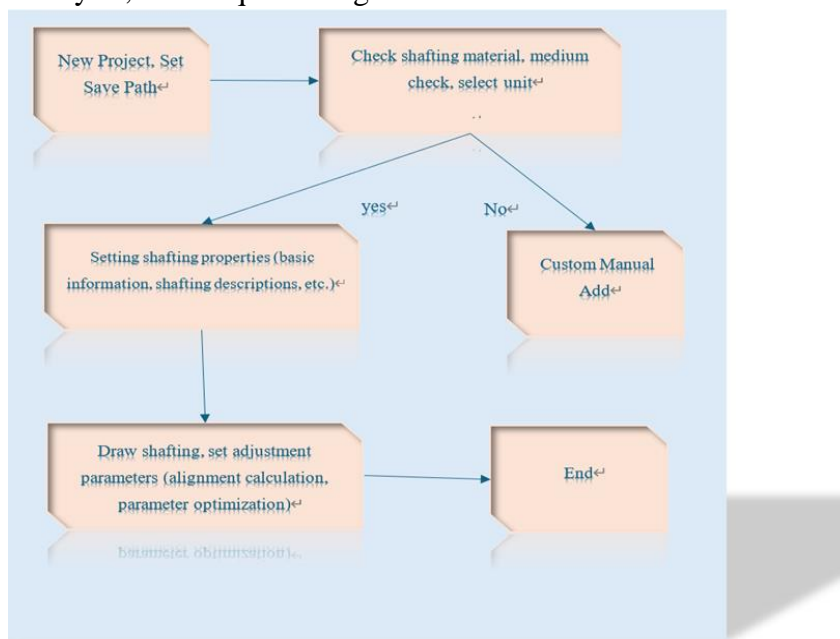 New Project, Set
Save Path↵
Check shafting material, medium
check, select unit↵
yes↵
No↵
Setting shafting properties (basic
information, shafting descriptions, etc.)↵
Custom Manual
Add↵
Draw shafting, set adjustment
parameters (alignment calculation,
parameter optimization)↵
End↵